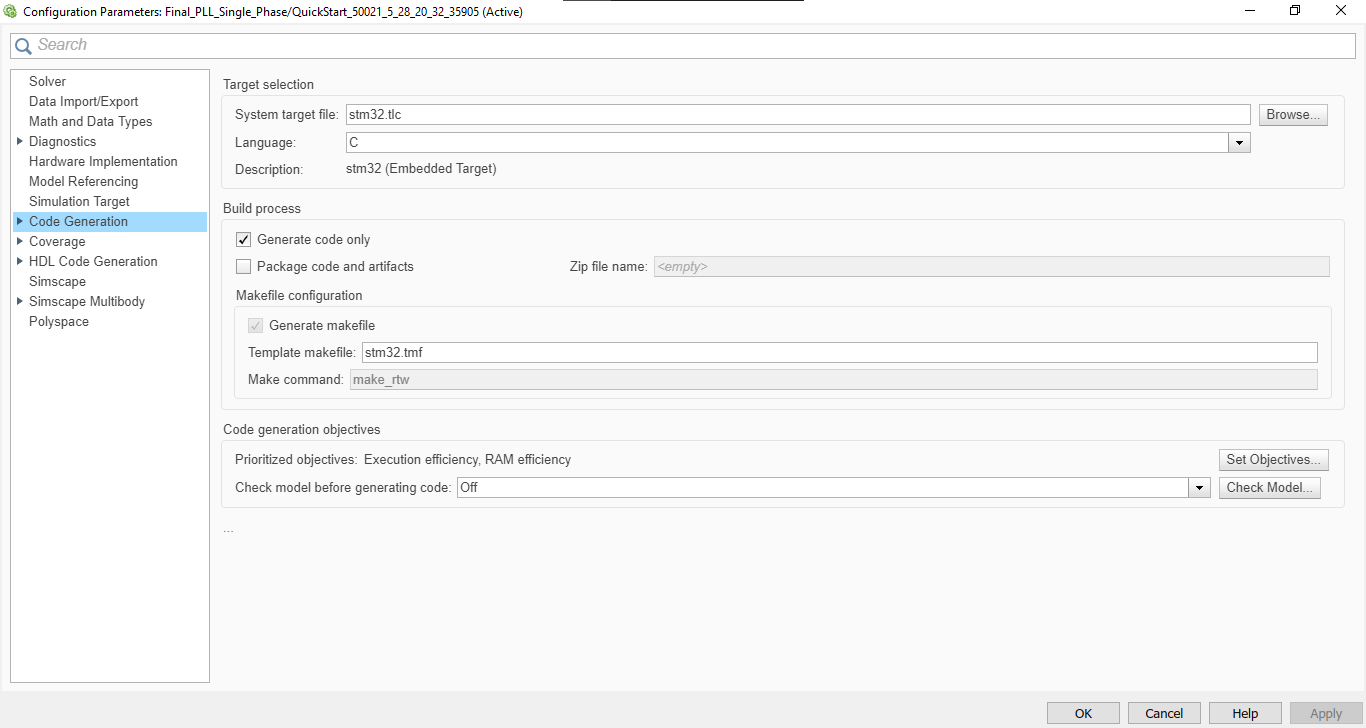 Configuration Parameters: Final_PLL_Single_Phase/QuickStart_50021_5_28_20_32_35905 (Active)
Search
Solver
Data Import/Export
Math and Data Types
Diagnostics
Hardware Implementation
Model Referencing
Simulation Target
Code Generation
Coverage
HDL Code Generation
Simscape
Simscape Multibody
Polyspace
Target selection
System target file: stm32.tlc Browse...
Language: C
Description: stm32 (Embedded Target)
Build process
Generate code only
Package code and artifacts Zip file name: <empty>
Makefile configuration
Generate makefile
Template makefile: stm32.tmf
Make command: make_rtw
Code generation objectives
Prioritized objectives: Execution efficiency, RAM efficiency Set Objectives...
Check model before generating code: Off Check Model...
...
OK Cancel Help Apply